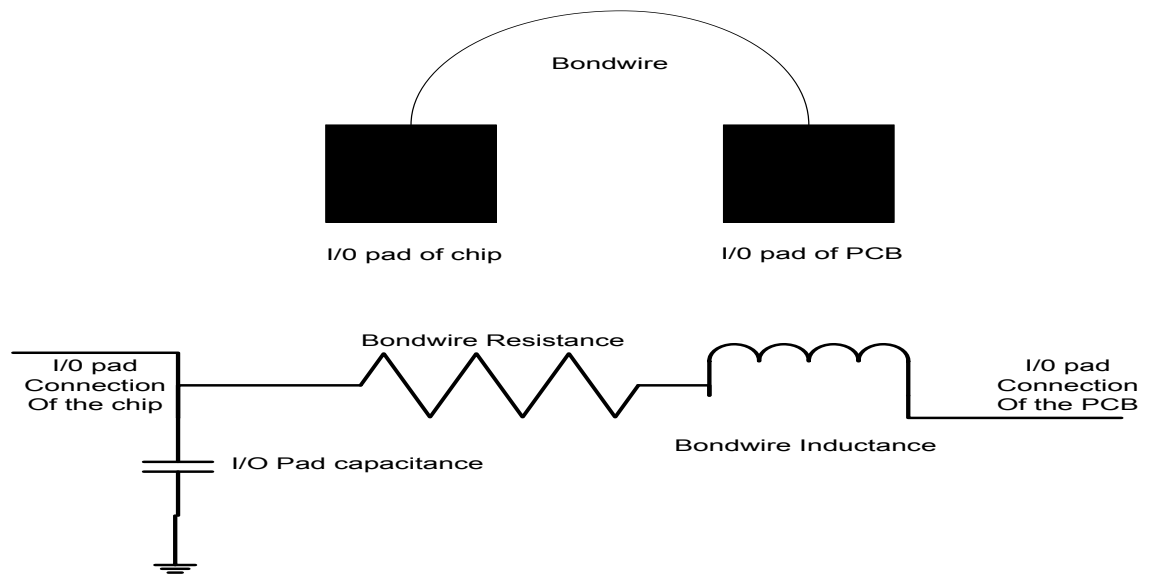 Bondwire
I/0 pad of chip
I/0 pad of PCB
Bondwire Resistance
I/0 pad
Connection
Of the chip
I/0 pad
Connection
Of the PCB
Bondwire Inductance
I/O Pad capacitance